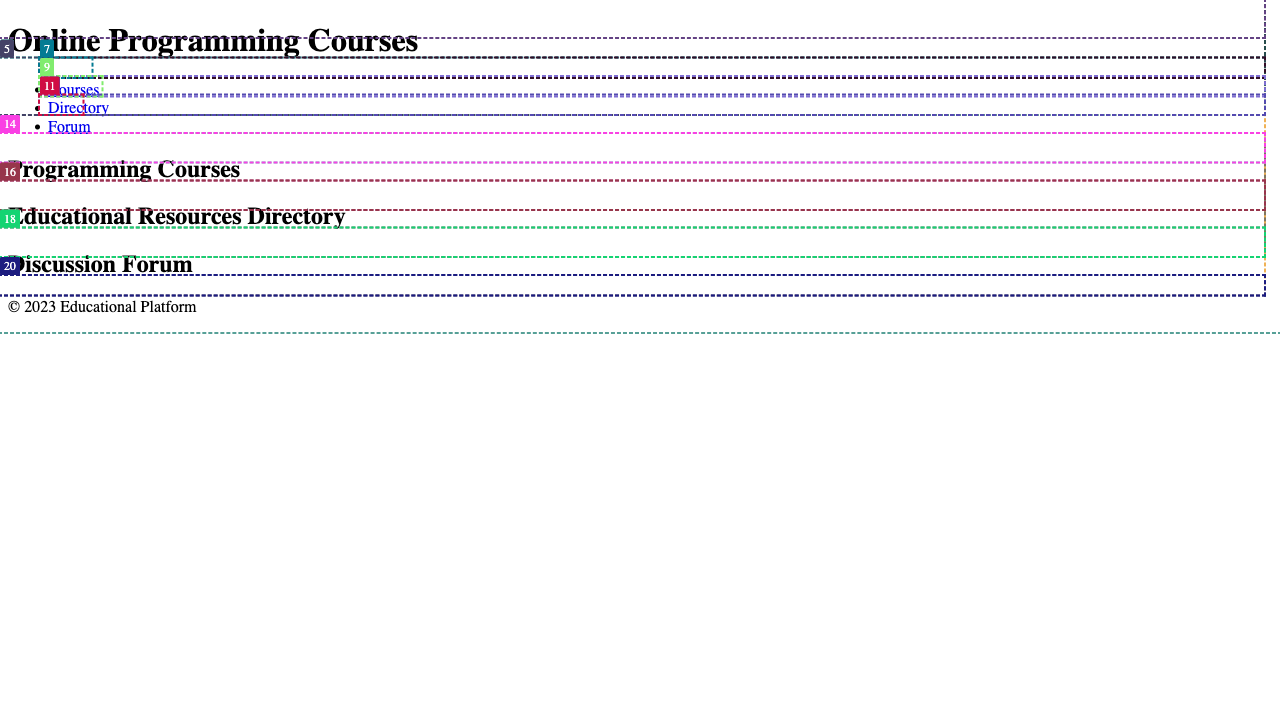 Online Programming Courses
5
7
9
11
Courses
Directory
Forum
14
Programming Courses
16
Educational Resources Directory
18
Discussion Forum
20
© 2023 Educational Platform